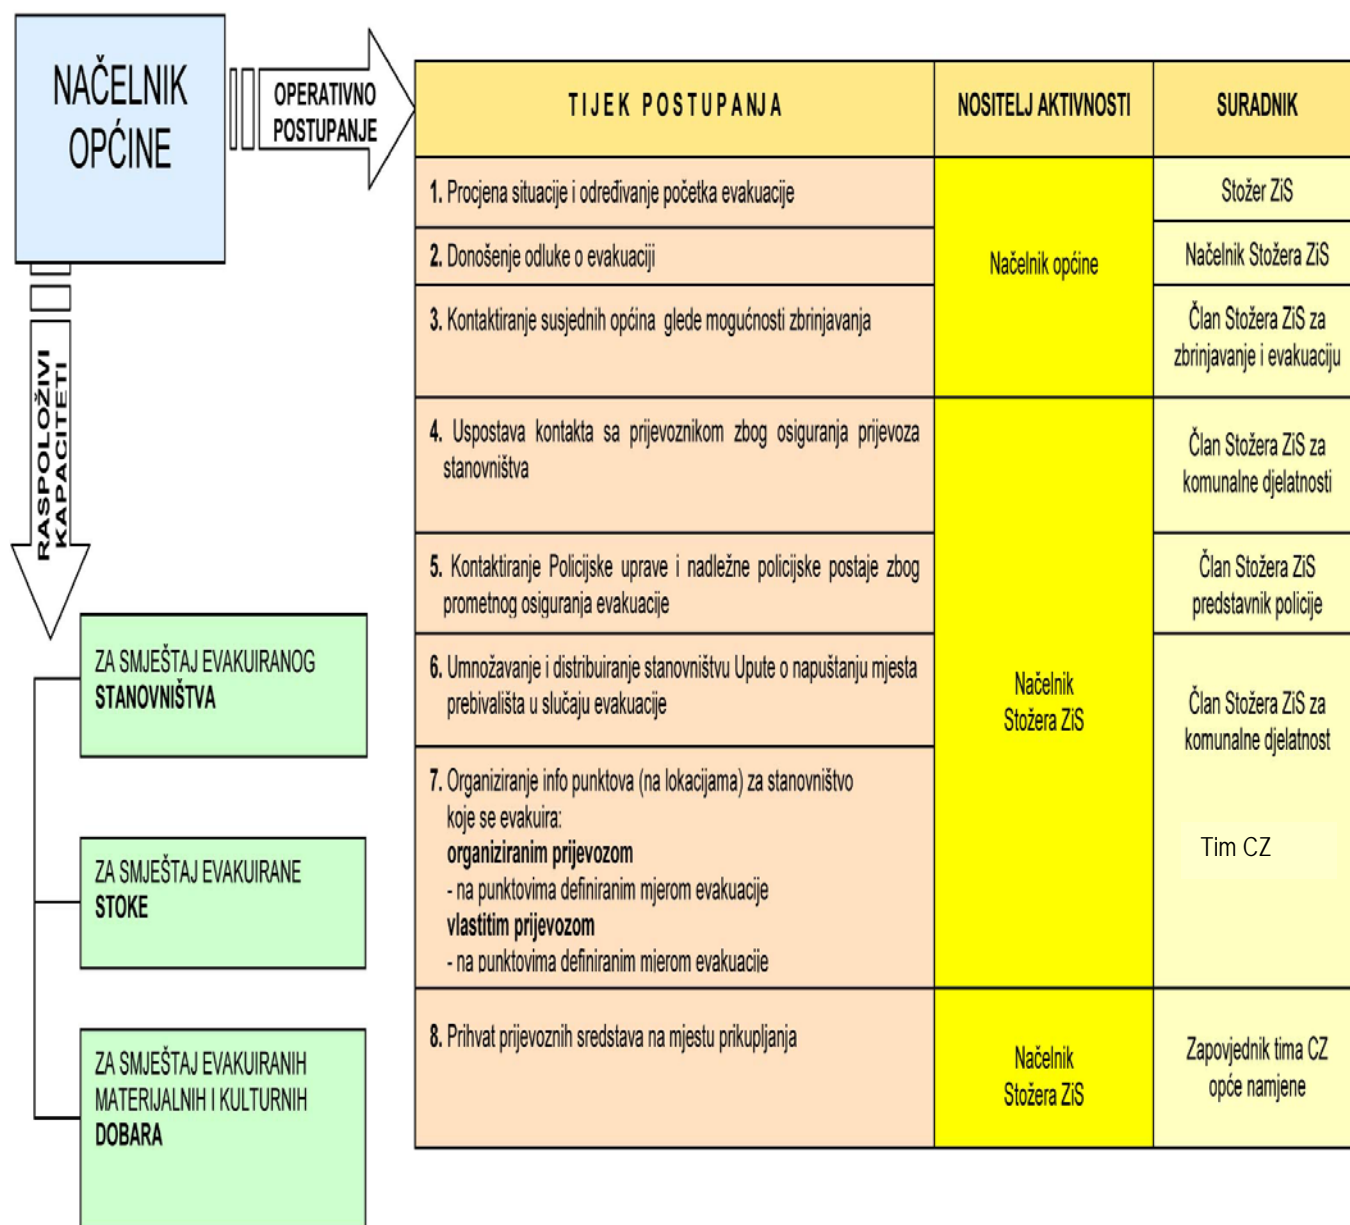 NAČELNIK
OPĆINE
OPERATIVNO
POSTUPANJE
RASPOLOŽIVI
KAPACITETI
ZA SMJEŠTAJ EVAKUIRANOG
STANOVNIŠTVA
ZA SMJEŠTAJ EVAKUIRANE
STOKE
ZA SMJEŠTAJ EVAKUIRANIH
MATERIJALNIH I KULTURNIH
DOBARA
TIJEK POSTUPANJA
NOSITELJ AKTIVNOSTI
SURADNIK
1. Procjena situacije i određivanje početka evakuacije
Stožer ZiS
2. Donošenje odluke o evakuaciji
Načelnik općine
Načelnik Stožera ZiS
3. Kontaktiranje susjednih općina glede mogućnosti zbrinjavanja
Član Stožera ZiS za
zbrinjavanje i evakuaciju
4. Uspostava kontakta sa prijevoznikom zbog osiguranja prijevoza
stanovništva
Član Stožera ZiS za
komunalne djelatnosti
5. Kontaktiranje Policijske uprave i nadležne policijske postaje zbog
prometnog osiguranja evakuacije
Član Stožera ZiS
predstavnik policije
6. Umnožavanje i distribuiranje stanovništvu Upute o napuštanju mjesta
prebivališta u slučaju evakuacije
Načelnik
Stožera ZiS
Član Stožera ZiS za
komunalne djelatnost
7. Organiziranje info punktova (na lokacijama) za stanovništvo
koje se evakuira:
organiziranim prijevozom
- na punktovima definiranim mjerom evakuacije
vlastitim prijevozom
- na punktovima definiranim mjerom evakuacije
Tim CZ
8. Prihvat prijevoznih sredstava na mjestu prikupljanja
Načelnik
Stožera ZiS
Zapovjednik tima CZ
opće namjene